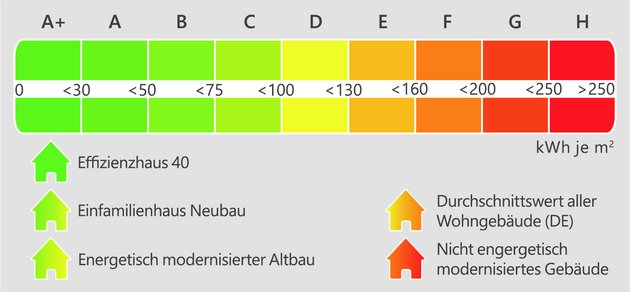 A+ A B C D E F G H
0 <30 <50 <75 <100 <130 <160 <200 <250 >250
kWh je m²
Effizienzhaus 40
Einfamilienhaus Neubau
Energetisch modernisierter Altbau
Durchschnittswert aller
Wohngebäude (DE)
Nicht engergetisch
modernisiertes Gebäude